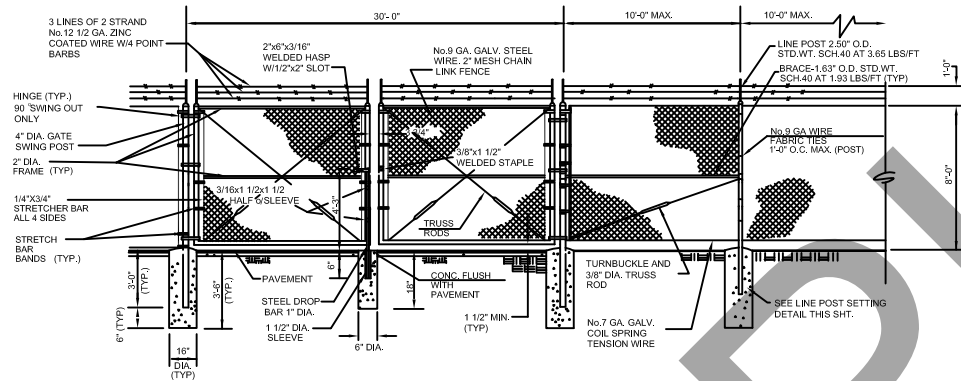 3 LINES OF 2 STRAND
No.12 1/2 GA. ZINC
COATED WIRE W/4 POINT
BARBS
30'- 0"
10'-0" MAX.
10'-0" MAX.
2"x6"x3/16"
WELDED HASP
W/1/2"x2" SLOT
No.9 GA. GALV. STEEL
WIRE. 2" MESH CHAIN
LINK FENCE
LINE POST 2.50" O.D.
STD.WT. SCH.40 AT 3.65 LBS/FT
BRACE-1.63" O.D. STD.WT.
SCH.40 AT 1.93 LBS/FT (TYP)
1'-0"
HINGE (TYP.)
90 °SWING OUT
ONLY
4" DIA. GATE
SWING POST
2" DIA.
FRAME (TYP)
1/4"X3/4"
STRETCHER BAR
ALL 4 SIDES
STRETCH
BAR
BANDS (TYP.)
3/8"x1 1/2"
WELDED STAPLE
No.9 GA WIRE
FABRIC TIES
1'-0" O.C. MAX. (POST)
8'-0"
3/16x1 1/2x1 1/2
HALF 6/SLEEVE
4'-3"
TRUSS
RODS
TURNBUCKLE AND
3/8" DIA. TRUSS
ROD
PAVEMENT
6"
CONC. FLUSH
WITH
PAVEMENT
3'-0"
(TYP.)
3'-6"
(TYP.)
18"
STEEL DROP
BAR 1" DIA.
1 1/2" DIA.
SLEEVE
1 1/2" MIN.
(TYP)
No.7 GA. GALV.
COIL SPRING
TENSION WIRE
SEE LINE POST SETTING
DETAIL THIS SHT.
6" (TYP)
16"
DIA.
(TYP)
6" DIA.